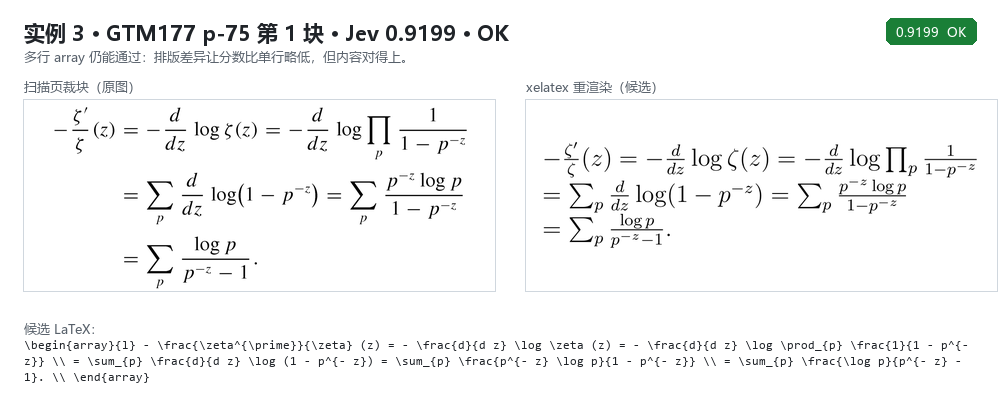 实例 3 • GTM177 p-75 第 1 块 • Jev 0.9199 • OK
0.9199 OK
多行 array 仍能通过：排版差异让分数比单行略低，但内容对得上。
扫描页裁块（原图）
−ζ′/ζ (z) = −d/dz log ζ(z) = −d/dz log ∏_p 1/(1 − p^{−z})
= ∑_p d/dz log(1 − p^{−z}) = ∑_p (p^{−z} log p)/(1 − p^{−z})
= ∑_p (log p)/(p^{−z} − 1).
xelatex 重渲染（候选）
−ζ′/ζ (z) = −d/dz log ζ(z) = −d/dz log ∏_p 1/(1−p^{−z})
= ∑_p d/dz log(1 − p^{−z}) = ∑_p (p^{−z} log p)/(1−p^{−z})
= ∑_p (log p)/(p^{−z}−1).
候选 LaTeX：
\begin{array}{l} - \frac{\zeta^{\prime}}{\zeta} (z) = - \frac{d}{d z} \log \zeta (z) = - \frac{d}{d z} \log \prod_{p} \frac{1}{1 - p^{-
z}} \\ = \sum_{p} \frac{d}{d z} \log (1 - p^{- z}) = \sum_{p} \frac{p^{- z} \log p}{1 - p^{- z}} \\ = \sum_{p} \frac{\log p}{p^{- z} -
1}. \\ \end{array}